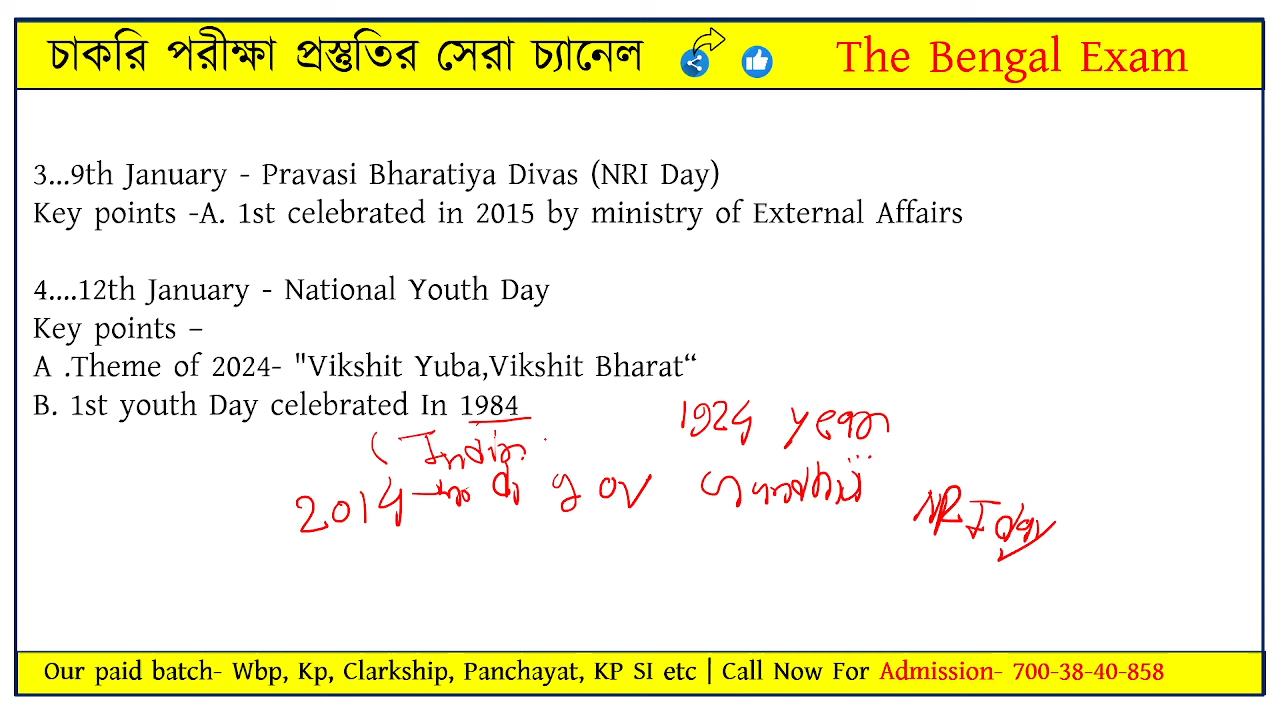 চাকরি পরীক্ষা প্রস্তুতির সেরা চ্যানেল The Bengal Exam
3...9th January - Pravasi Bharatiya Divas (NRI Day)
Key points -A. 1st celebrated in 2015 by ministry of External Affairs
4....12th January - National Youth Day
Key points –
A .Theme of 2024- "Vikshit Yuba,Vikshit Bharat“
B. 1st youth Day celebrated In 1984
1924 year
( Indira
2014 gov Gandhi
NRI day
Our paid batch- Wbp, Kp, Clarkship, Panchayat, KP SI etc | Call Now For Admission- 700-38-40-858